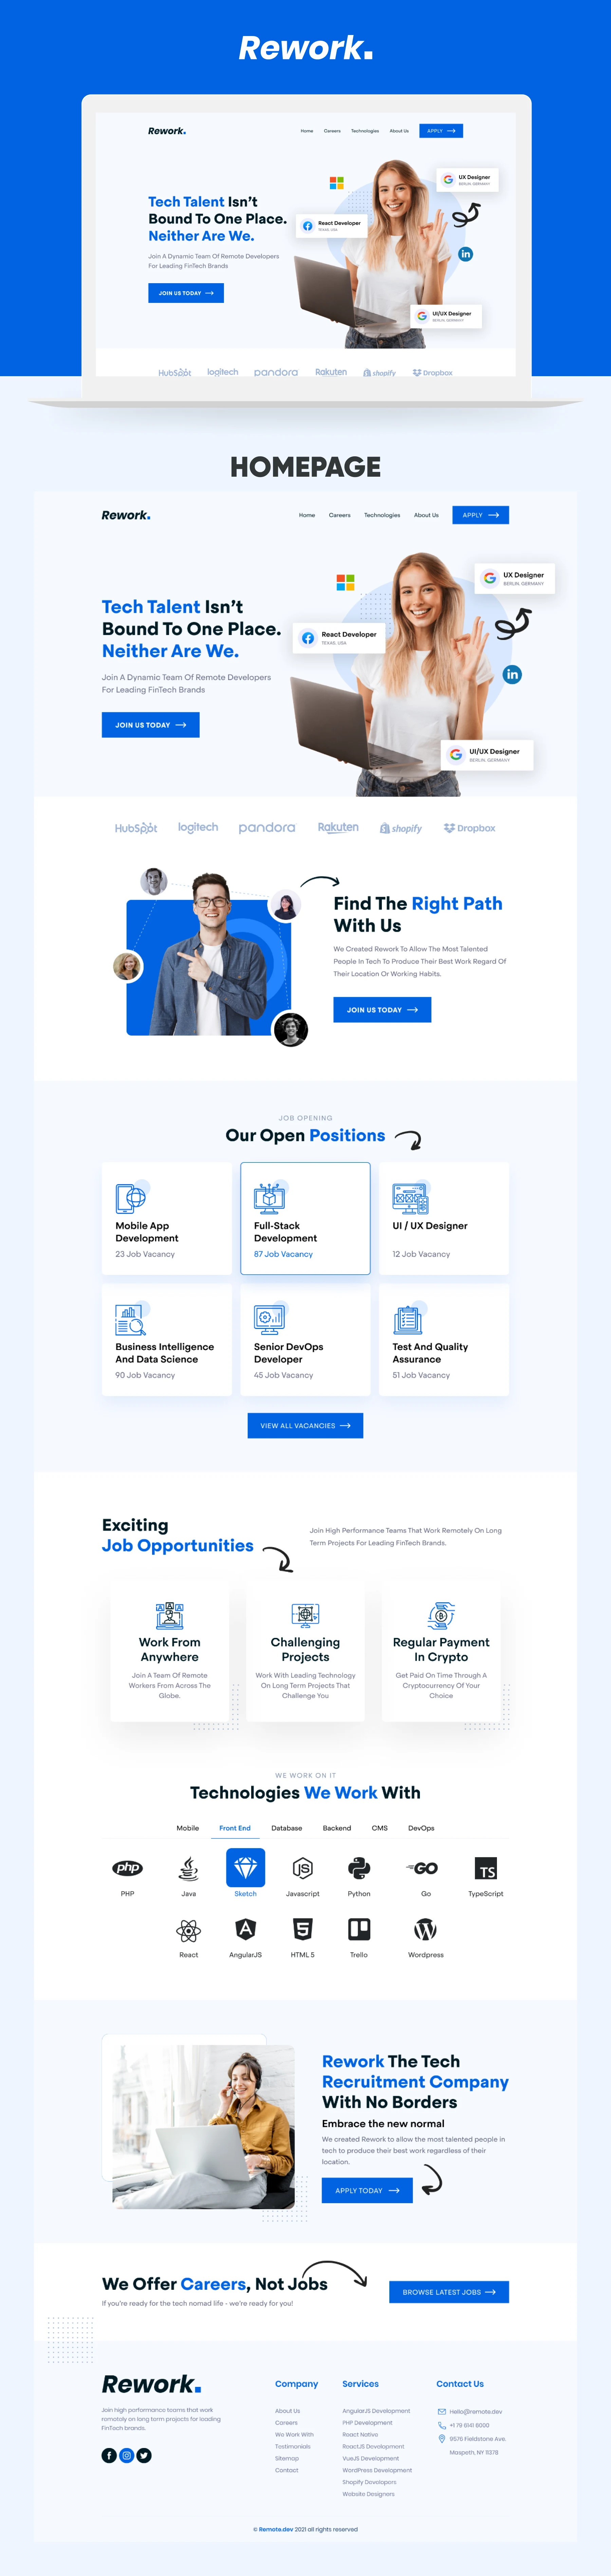 Rework.
Rework.
Home Careers Technologies About Us APPLY
UX Designer
BERLIN, GERMANY
React Developer
TEXAS, USA
Tech Talent Isn't
Bound To One Place.
Neither Are We.
Join A Dynamic Team Of Remote Developers
For Leading FinTech Brands
JOIN US TODAY
in
UI/UX Designer
BERLIN, GERMANY
HubSpot logitech pandora Rakuten shopify Dropbox
HOMEPAGE
Rework.
Home Careers Technologies About Us APPLY
UX Designer
BERLIN, GERMANY
Tech Talent Isn't
Bound To One Place.
Neither Are We.
React Developer
TEXAS, USA
Join A Dynamic Team Of Remote Developers
For Leading FinTech Brands
in
JOIN US TODAY
UI/UX Designer
BERLIN, GERMANY
HubSpot logitech pandora Rakuten shopify Dropbox
Find The Right Path
With Us
We Created Rework To Allow The Most Talented
People In Tech To Produce Their Best Work Regard Of
Their Location Or Working Habits.
JOIN US TODAY
JOB OPENING
Our Open Positions
Mobile App
Development
23 Job Vacancy
Full-Stack
Development
87 Job Vacancy
UI / UX Designer
12 Job Vacancy
Business Intelligence
And Data Science
90 Job Vacancy
Senior DevOps
Developer
45 Job Vacancy
Test And Quality
Assurance
51 Job Vacancy
VIEW ALL VACANCIES
Exciting
Job Opportunities
Join High Performance Teams That Work Remotely On Long
Term Projects For Leading FinTech Brands.
Work From
Anywhere
Join A Team Of Remote
Workers From Across The
Globe.
Challenging
Projects
Work With Leading Technology
On Long Term Projects That
Challenge You
Regular Payment
In Crypto
Get Paid On Time Through A
Cryptocurrency Of Your
Choice
WE WORK ON IT
Technologies We Work With
Mobile Front End Database Backend CMS DevOps
php JS GO TS
PHP Java Sketch Javascript Python Go TypeScript
React AngularJS HTML 5 Trello Wordpress
Rework The Tech
Recruitment Company
With No Borders
Embrace the new normal
We created Rework to allow the most talented people in
tech to produce their best work regardless of their
location.
APPLY TODAY
We Offer Careers, Not Jobs
If you're ready for the tech nomad life - we're ready for you!
BROWSE LATEST JOBS
Rework.
Join high performance teams that work
remotely on long term projects for leading
FinTech brands.
Company
About Us
Careers
We Work With
Testimonials
Sitemap
Contact
Services
AngularJS Development
PHP Development
React Native
ReactJS Development
VueJS Development
WordPress Development
Shopify Developers
Website Designers
Contact Us
Hello@remote.dev
+1 79 6141 8000
9576 Fieldstone Ave.
Maspeth, NY 11378
© Remote.dev 2021 all rights reserved